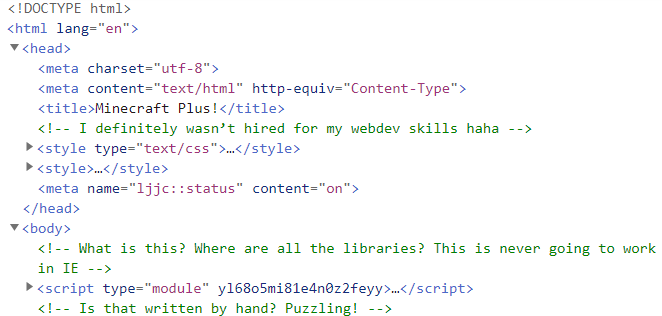 <!DOCTYPE html>
<html lang="en">
<head>
<meta charset="utf-8">
<meta content="text/html" http-equiv="Content-Type">
<title>Minecraft Plus!</title>
<!-- I definitely wasn’t hired for my webdev skills haha -->
<style type="text/css">…</style>
<style>…</style>
<meta name="ljjc::status" content="on">
</head>
<body>
<!-- What is this? Where are all the libraries? This is never going to work
in IE -->
<script type="module" yl68o5mi81e4n0z2feyy>…</script>
<!-- Is that written by hand? Puzzling! -->